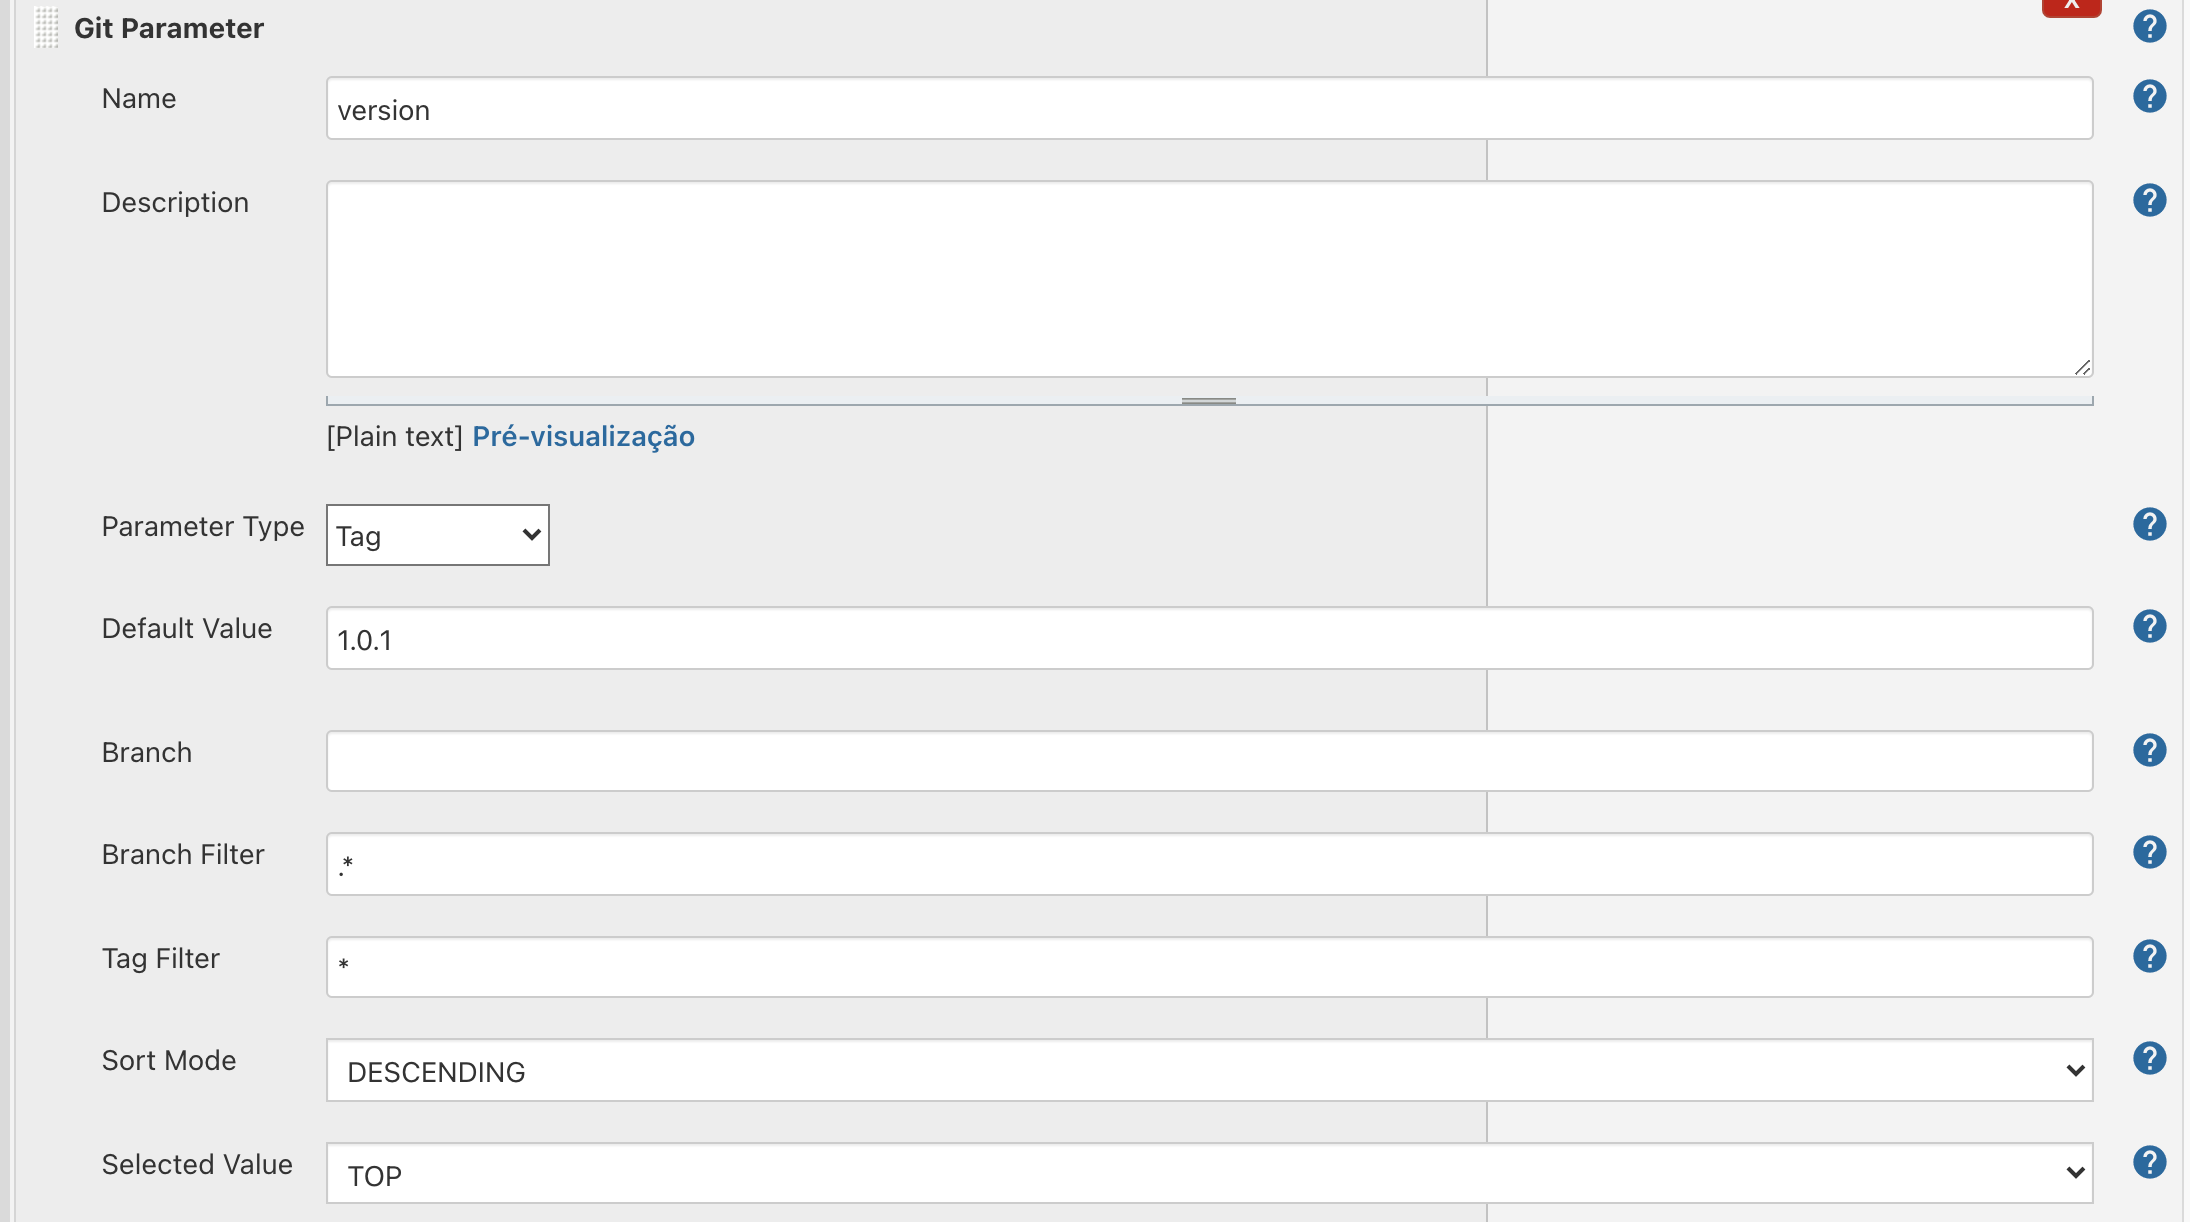 X
Git Parameter
?
Name
version
?
Description
?
[Plain text] Pré-visualização
Parameter Type
Tag
?
Default Value
1.0.1
?
Branch
?
Branch Filter
.*
?
Tag Filter
*
?
Sort Mode
DESCENDING
?
Selected Value
TOP
?